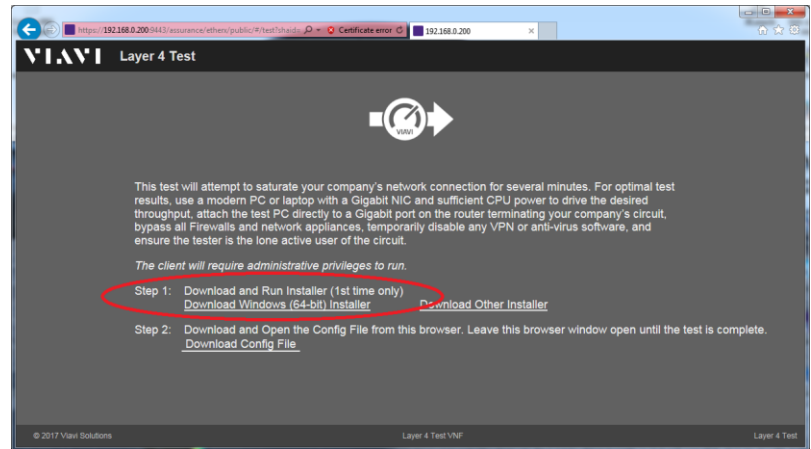 https://192.168.0.200:9443/assurance/ethers/public/#/test?shaids
Certificate error
192.168.0.200
VIAVI Layer 4 Test
VIAVI
This test will attempt to saturate your company's network connection for several minutes. For optimal test
results, use a modern PC or laptop with a Gigabit NIC and sufficient CPU power to drive the desired
throughput, attach the test PC directly to a Gigabit port on the router terminating your company's circuit,
bypass all Firewalls and network appliances, temporarily disable any VPN or anti-virus software, and
ensure the tester is the lone active user of the circuit.
The client will require administrative privileges to run.
Step 1: Download and Run Installer (1st time only)
Download Windows (64-bit) Installer Download Other Installer
Step 2: Download and Open the Config File from this browser. Leave this browser window open until the test is complete.
Download Config File
© 2017 Viavi Solutions Layer 4 Test VNF Layer 4 Test